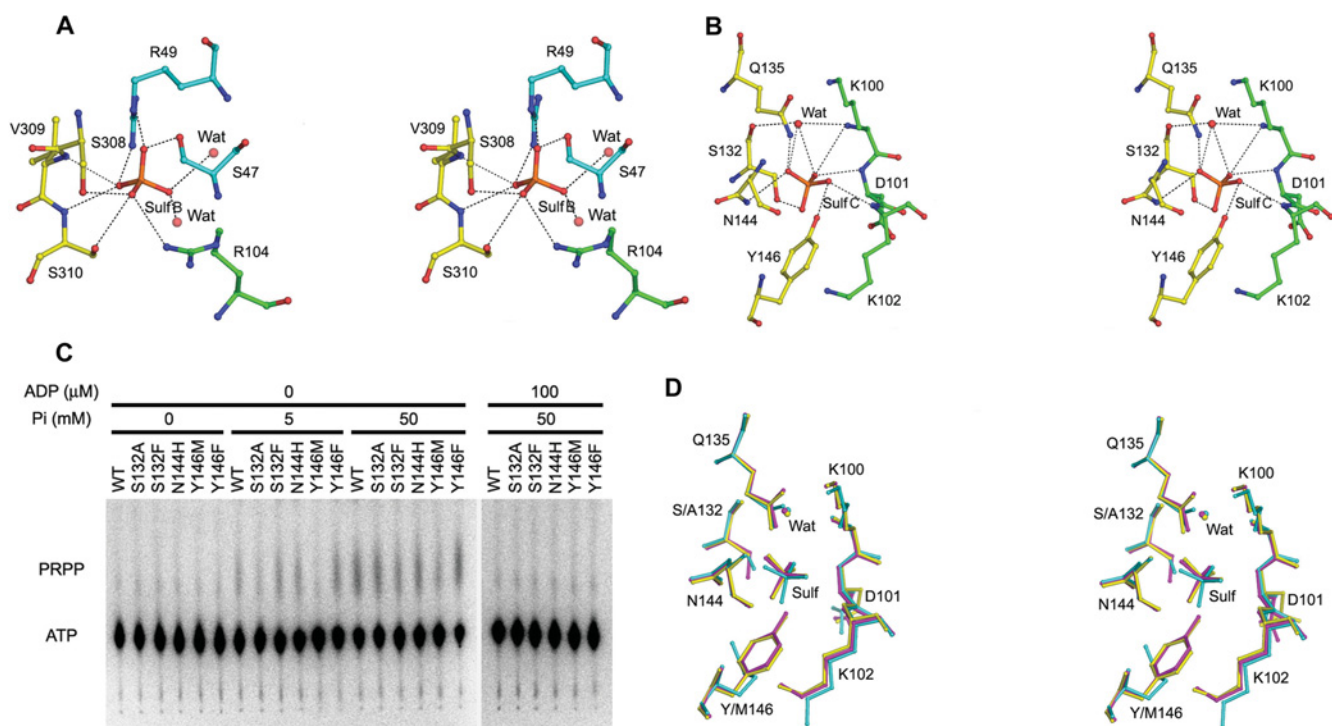 A
R49
V309
S308
Wat
S47
Sulf B
Wat
R104
S310
R49
V309
S308
Wat
S47
Sulf B
Wat
R104
S310
B
Q135
K100
Wat
S132
D101
Sulf C
N144
Y146
K102
Q135
K100
Wat
S132
D101
Sulf C
N144
Y146
K102
C
ADP (µM) 0 100
Pi (mM) 0 5 50 50
WT S132A S132F N144H Y146M Y146F WT S132A S132F N144H Y146M Y146F WT S132A S132F N144H Y146M Y146F WT S132A S132F N144H Y146M Y146F
PRPP
ATP
D
Q135
K100
S/A132
Wat
Sulf
N144
D101
K102
Y/M146
Q135
K100
S/A132
Wat
Sulf
N144
D101
K102
Y/M146